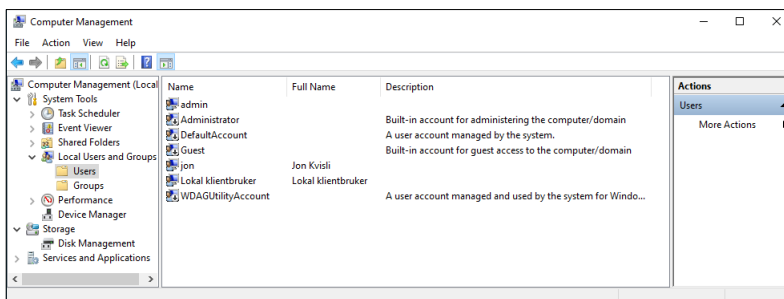 Computer Management
File Action View Help
Computer Management (Local
System Tools
Task Scheduler
Event Viewer
Shared Folders
Local Users and Groups
Users
Groups
Performance
Device Manager
Storage
Disk Management
Services and Applications
Name Full Name Description
admin
Administrator Built-in account for administering the computer/domain
DefaultAccount A user account managed by the system.
Guest Built-in account for guest access to the computer/domain
jon Jon Kvisli
Lokal klientbruker Lokal klientbruker
WDAGUtilityAccount A user account managed and used by the system for Windo...
Actions
Users
More Actions